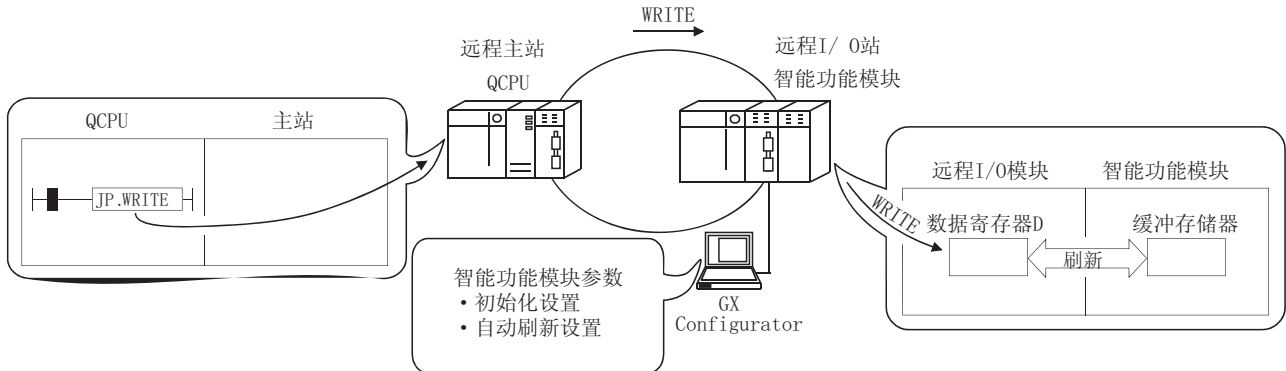 WRITE
远程主站
QCPU
远程I/ O站
智能功能模块
QCPU
主站
JP.WRITE
WRITE
远程I/O模块
智能功能模块
数据寄存器D
缓冲存储器
刷新
智能功能模块参数
・初始化设置
・自动刷新设置
GX
Configurator